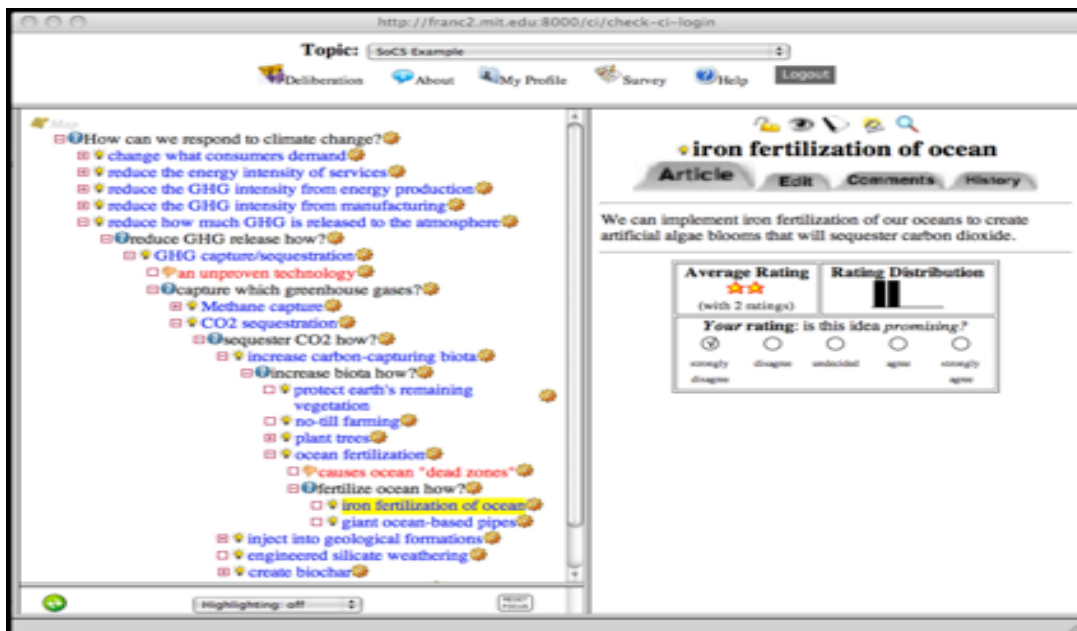 http://franc2.mit.edu:8000/ci/check-ci-login
Topic: SoCS Example
Deliberation About My Profile Survey Help Logout
Map
How can we respond to climate change?
change what consumers demand
reduce the energy intensity of services
reduce the GHG intensity from energy production
reduce the GHG intensity from manufacturing
reduce how much GHG is released to the atmosphere
reduce GHG release how?
GHG capture/sequestration
an unproven technology
capture which greenhouse gases?
Methane capture
CO2 sequestration
sequester CO2 how?
increase carbon-capturing biota
increase biota how?
protect earth's remaining
vegetation
no-till farming
plant trees
ocean fertilization
causes ocean "dead zones"
fertilize ocean how?
iron fertilization of ocean
giant ocean-based pipes
inject into geological formations
engineered silicate weathering
create biochar
Highlighting: off
RESET
FOCUS
iron fertilization of ocean
Article Edit Comments History
We can implement iron fertilization of our oceans to create
artificial algae blooms that will sequester carbon dioxide.
Average Rating Rating Distribution
(with 2 ratings)
Your rating: is this idea promising?
strongly disagree undecided agree strongly
disagree agree